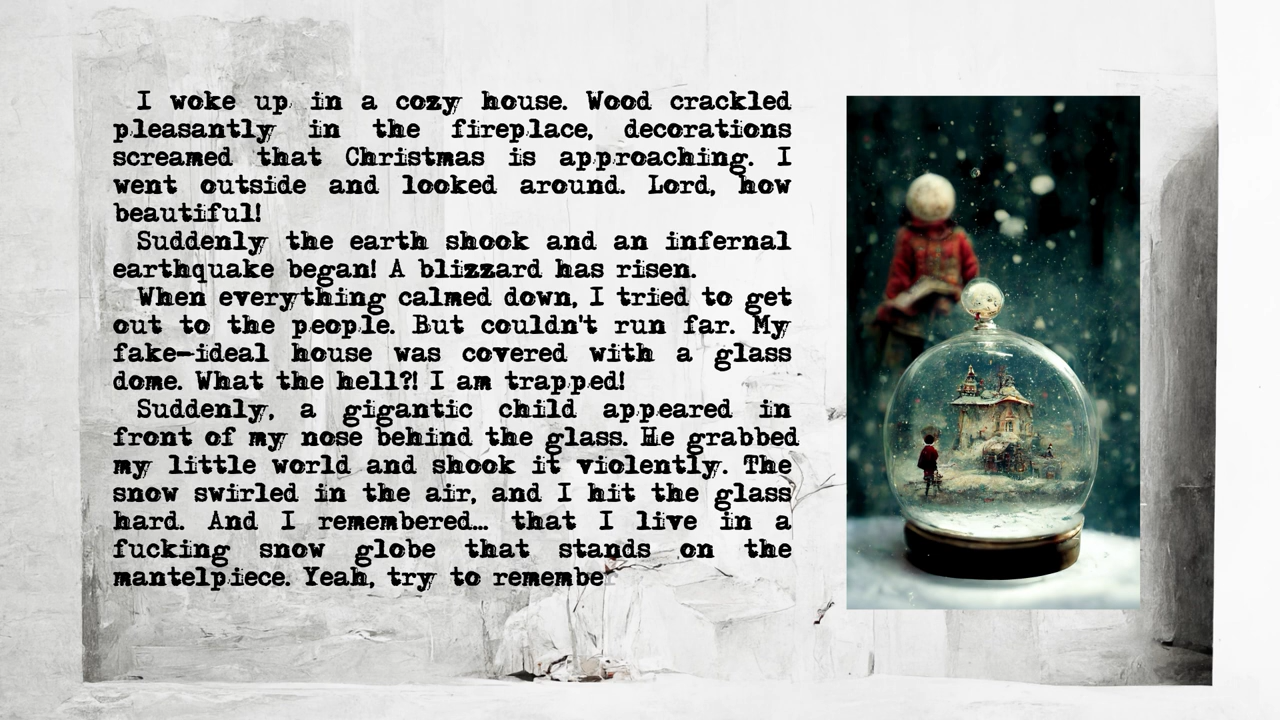 I woke up in a cozy house. Wood crackled
pleasantly in the fireplace, decorations
screamed that Christmas is approaching. I
went outside and looked around. Lord, how
beautiful!
Suddenly the earth shook and an infernal
earthquake began! A blizzard has risen.
When everything calmed down, I tried to get
out to the people. But couldn't run far. My
fake-ideal house was covered with a glass
dome. What the hell?! I am trapped!
Suddenly, a gigantic child appeared in
front of my nose behind the glass. He grabbed
my little world and shook it violently. The
snow swirled in the air, and I hit the glass
hard. And I remembered... that I live in a
fucking snow globe that stands on the
mantelpiece. Yeah, try to remembe